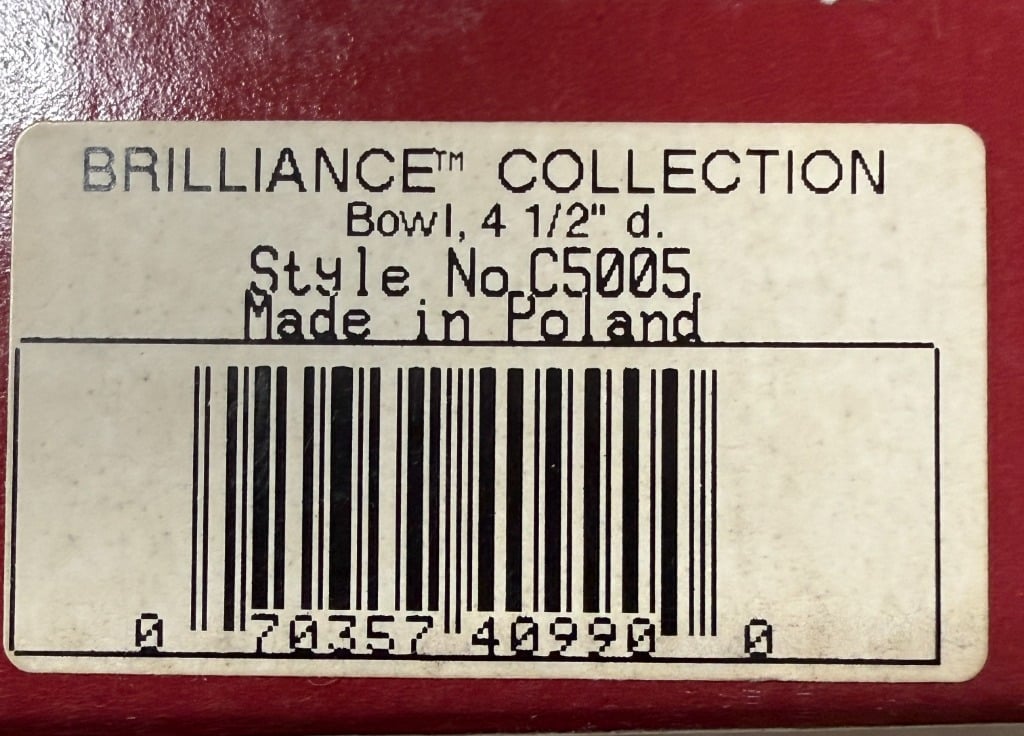 BRILLIANCE™ COLLECTION
Bowl, 4 1/2" d.
Style No.C5005
Made in Poland
0 70357 40990 0